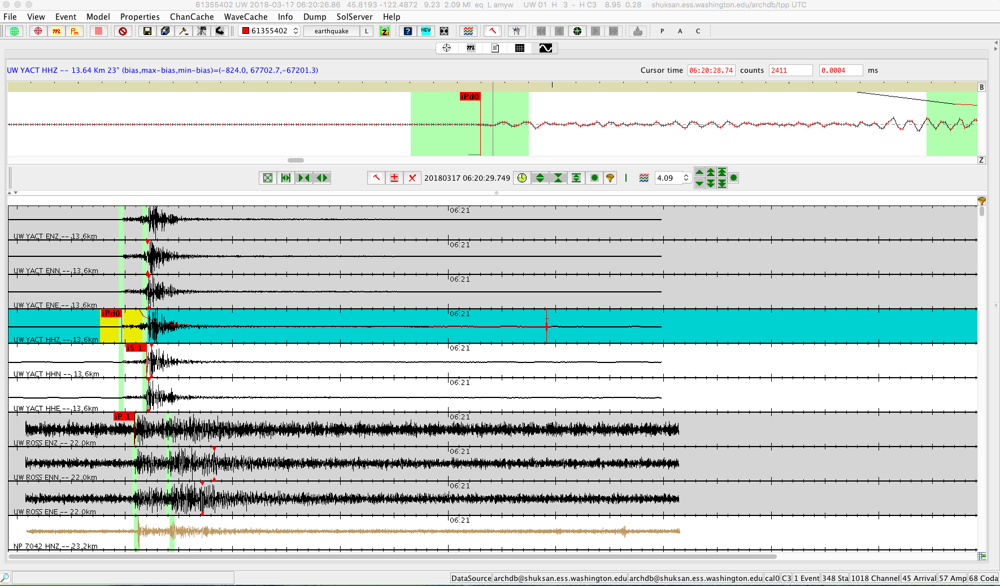 61355402 UW 2018-03-17 06:20:26.86 45.8193 -122.4872 9.23 2.09 Ml eq L amyw UW 01 H 3 - H C3 8.95 0.28 shuksan.ess.washington.edu/archdb/tpp UTC
File View Event Model Properties ChanCache WaveCache Info Dump SolServer Help
m Pm 61355402 earthquake L Z ? NEW P A C
m
UW YACT HHZ -- 13.64 Km 23° (bias,max-bias,min-bias)=(-824.0, 67702.7,-67201.3) Cursor time 06:20:28.74 counts 2411 0.0004 ms
B
iPd0
Z
20180317 06:20:29.749 4.09
06:21
UW YACT ENZ -- 13.6km
06:21
UW YACT ENN -- 13.6km
06:21
UW YACT ENE -- 13.6km
iPd0 06:21
UW YACT HHZ -- 13.6km
iS 1 06:21
UW YACT HHN -- 13.6km
06:21
UW YACT HHE -- 13.6km
iP 1 06:21
UW ROSS ENZ -- 22.0km
06:21
UW ROSS ENN -- 22.0km
06:21
UW ROSS ENE -- 22.0km
06:21
NP 7042 HNZ -- 23.2km
DataSource archdb@shuksan.ess.washington.edu archdb@shuksan.ess.washington.edu cal0 C3 1 Event 348 Sta 1018 Channel 45 Arrival 57 Amp 68 Coda